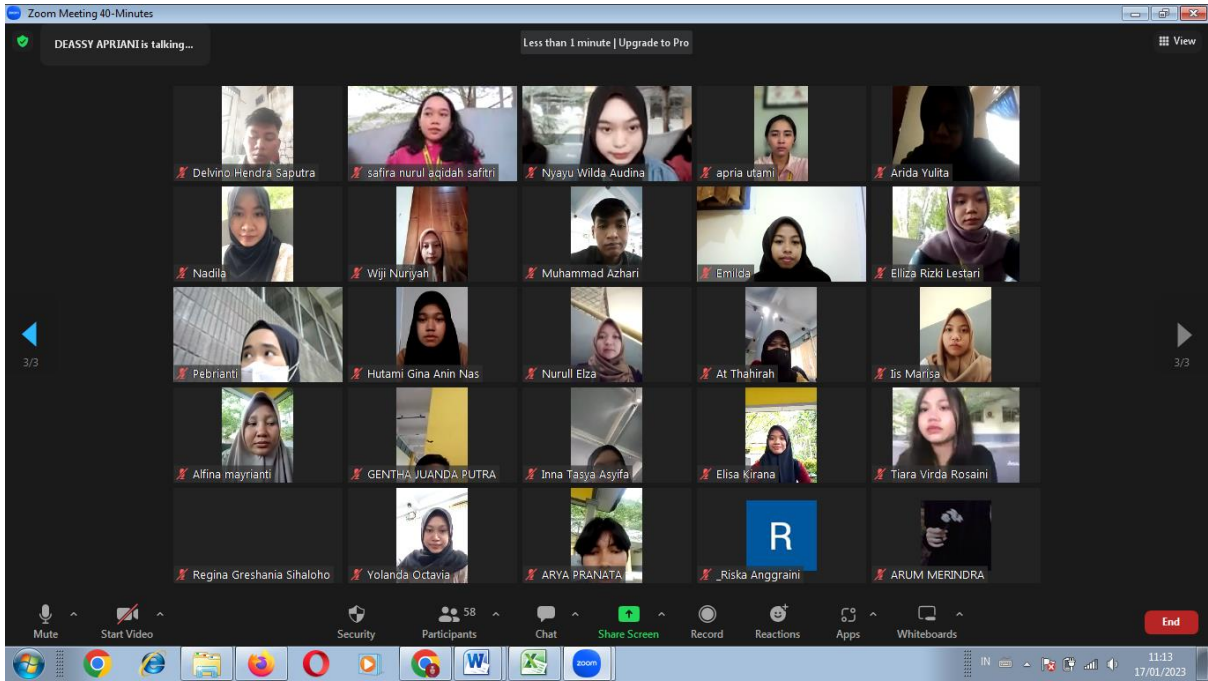 Zoom Meeting 40-Minutes
DEASSY APRIANI is talking...
Less than 1 minute | Upgrade to Pro
View
Delvino Hendra Saputra
safira nurul aqidah safitri
Nyayu Wilda Audina
apria utami
Arida Yulita
Nadila
Wiji Nuriyah
Muhammad Azhari
Emilda
Elliza Rizki Lestari
3/3
Pebrianti
Hutami Gina Anin Nas
Nurull Elza
At Thahirah
Iis Marisa
3/3
Alfina mayrianti
GENTHA JUANDA PUTRA
Inna Tasya Asyifa
Elisa Kirana
Tiara Virda Rosaini
R
Regina Greshania Sihaloho
Yolanda Octavia
ARYA PRANATA
_Riska Anggraini
ARUM MERINDRA
58
Mute
Start Video
Security
Participants
Chat
Share Screen
Record
Reactions
Apps
Whiteboards
End
zoom
IN
11:13
17/01/2023